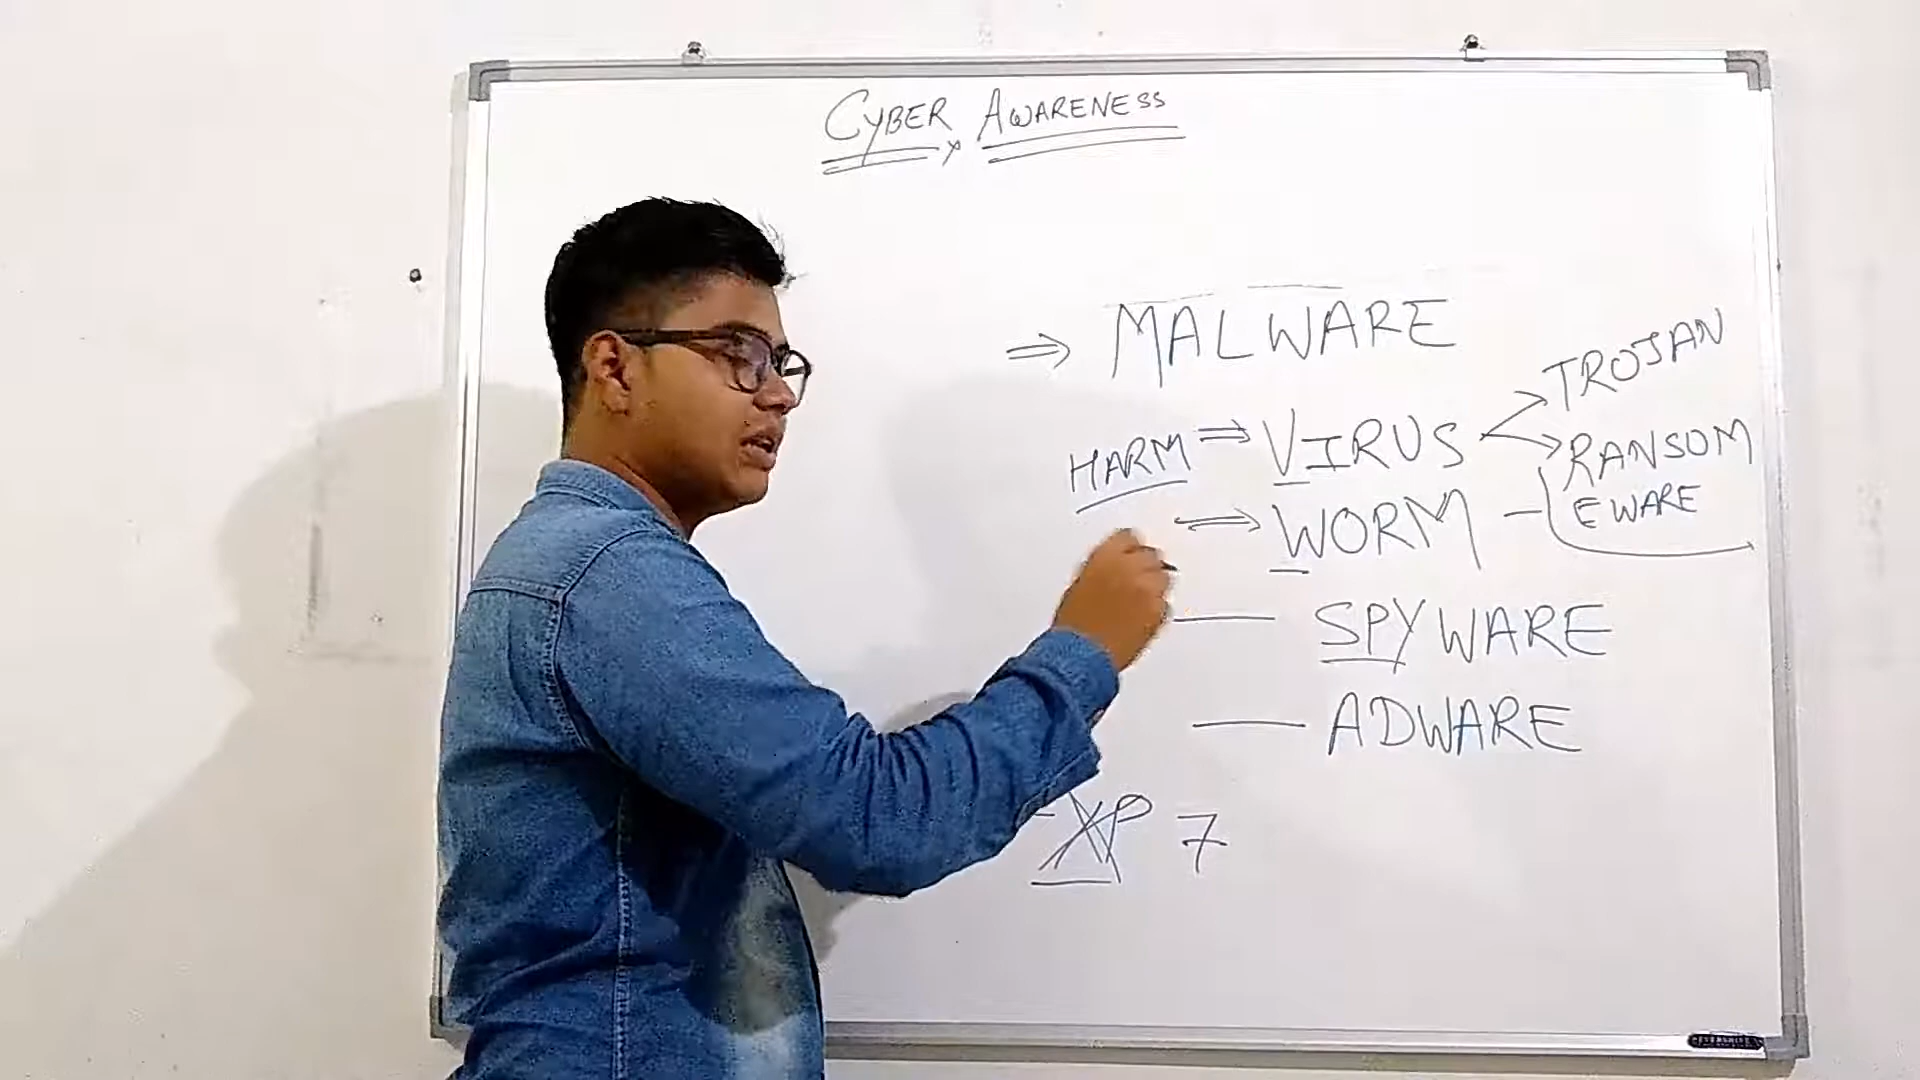 CYBER AWARENESS
⇒ MALWARE
HARM ⇒ VIRUS
TROJAN
RANSOM
EWARE
⇒ WORM
— SPYWARE
— ADWARE
XP 7